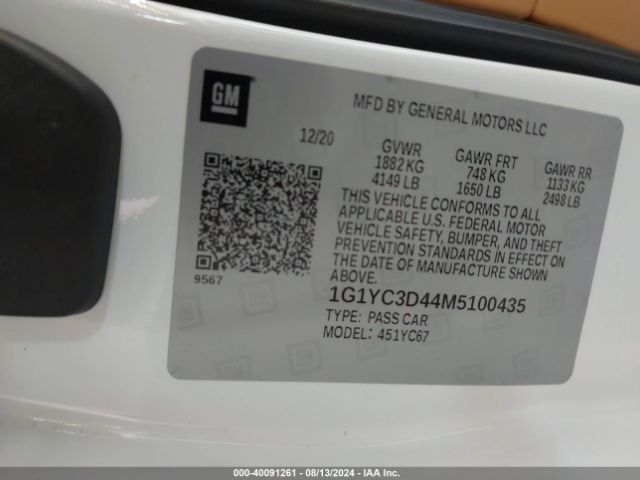 GM
MFD BY GENERAL MOTORS LLC
12/20
GVWR
1882 KG
4149 LB
GAWR FRT
748 KG
1650 LB
GAWR RR
1133 KG
2498 LB
THIS VEHICLE CONFORMS TO ALL
APPLICABLE U.S. FEDERAL MOTOR
VEHICLE SAFETY, BUMPER, AND THEFT
PREVENTION STANDARDS IN EFFECT ON
THE DATE OF MANUFACTURE SHOWN
ABOVE.
9567
1G1YC3D44M5100435
TYPE: PASS CAR
MODEL: 451YC67
000-40091261 - 08/13/2024 - IAA Inc.